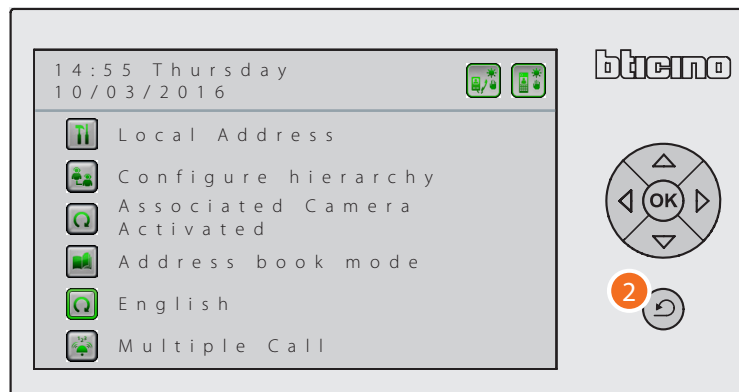 14:55 Thursday
10/03/2016
bticino
Local Address
Configure hierarchy
OK
Associated Camera
Activated
Address book mode
2
English
Multiple Call